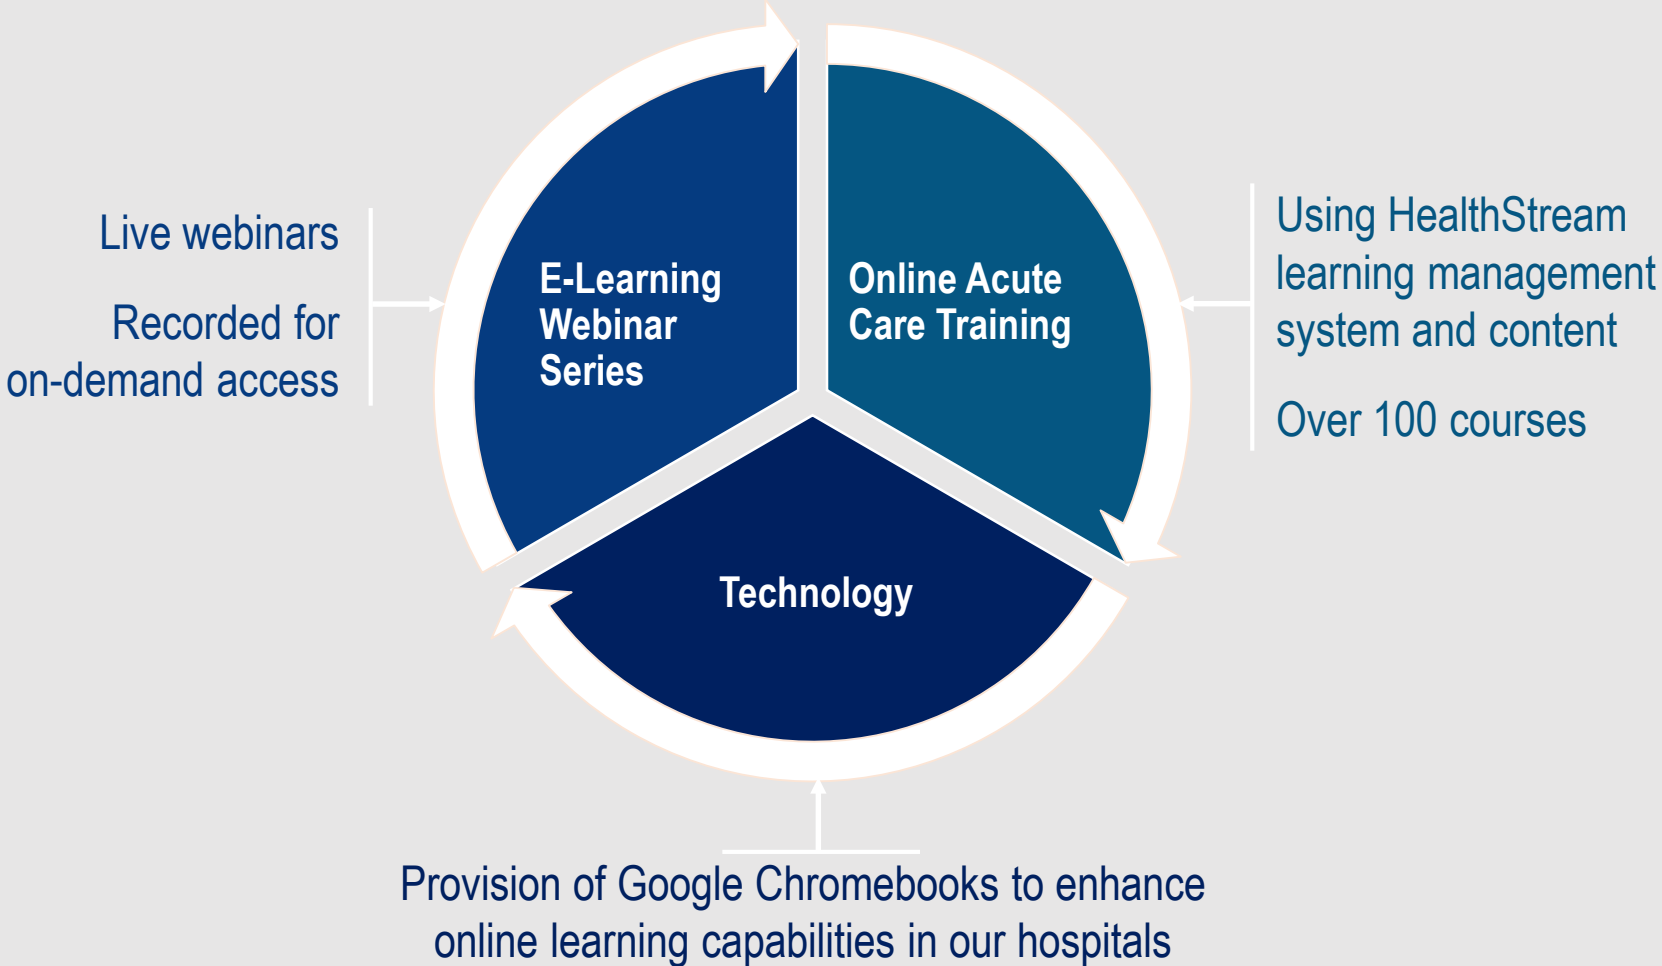 Live webinars
Recorded for
on-demand access
E-Learning
Webinar
Series
Online Acute
Care Training
Using HealthStream
learning management
system and content
Over 100 courses
Technology
Provision of Google Chromebooks to enhance
online learning capabilities in our hospitals